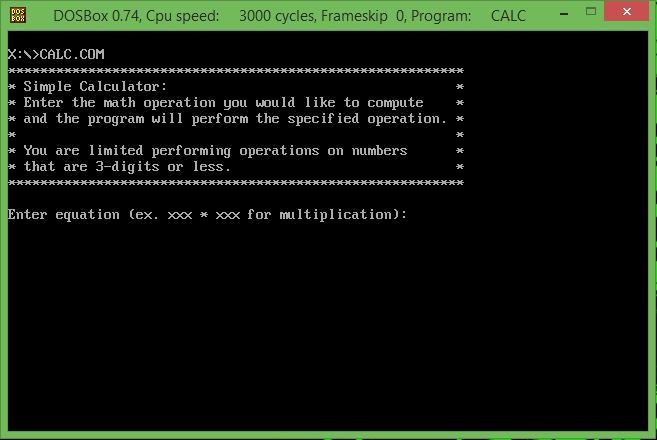 DOS
BOX
DOSBox 0.74, Cpu speed: 3000 cycles, Frameskip 0, Program: CALC
X:\>CALC.COM
*********************************************************
* Simple Calculator: *
* Enter the math operation you would like to compute *
* and the program will perform the specified operation. *
* *
* You are limited performing operations on numbers *
* that are 3-digits or less. *
*********************************************************
Enter equation (ex. xxx * xxx for multiplication):